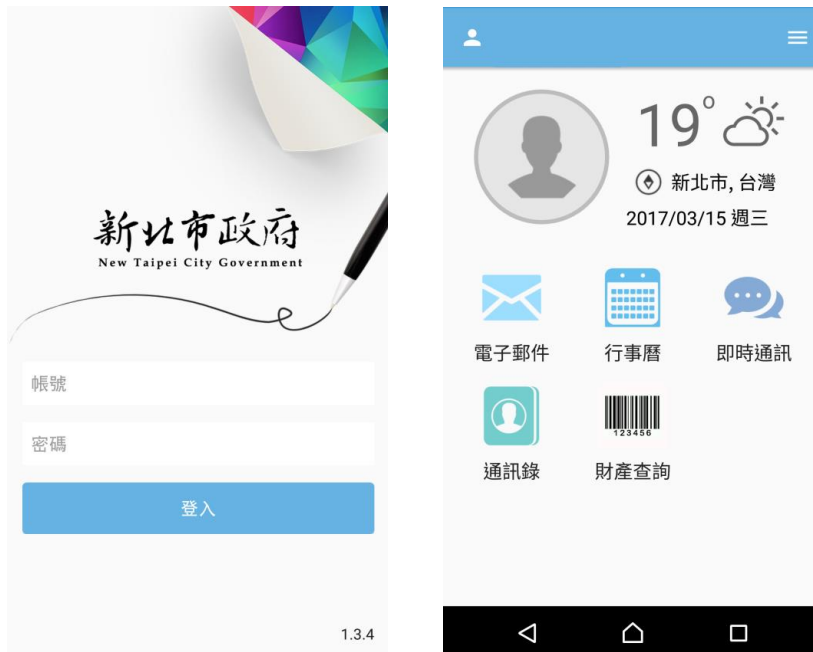 新北市政府
New Taipei City Government
帳號
密碼
登入
1.3.4
19°
新北市, 台灣
2017/03/15 週三
電子郵件
行事曆
即時通訊
123456
通訊錄
財產查詢